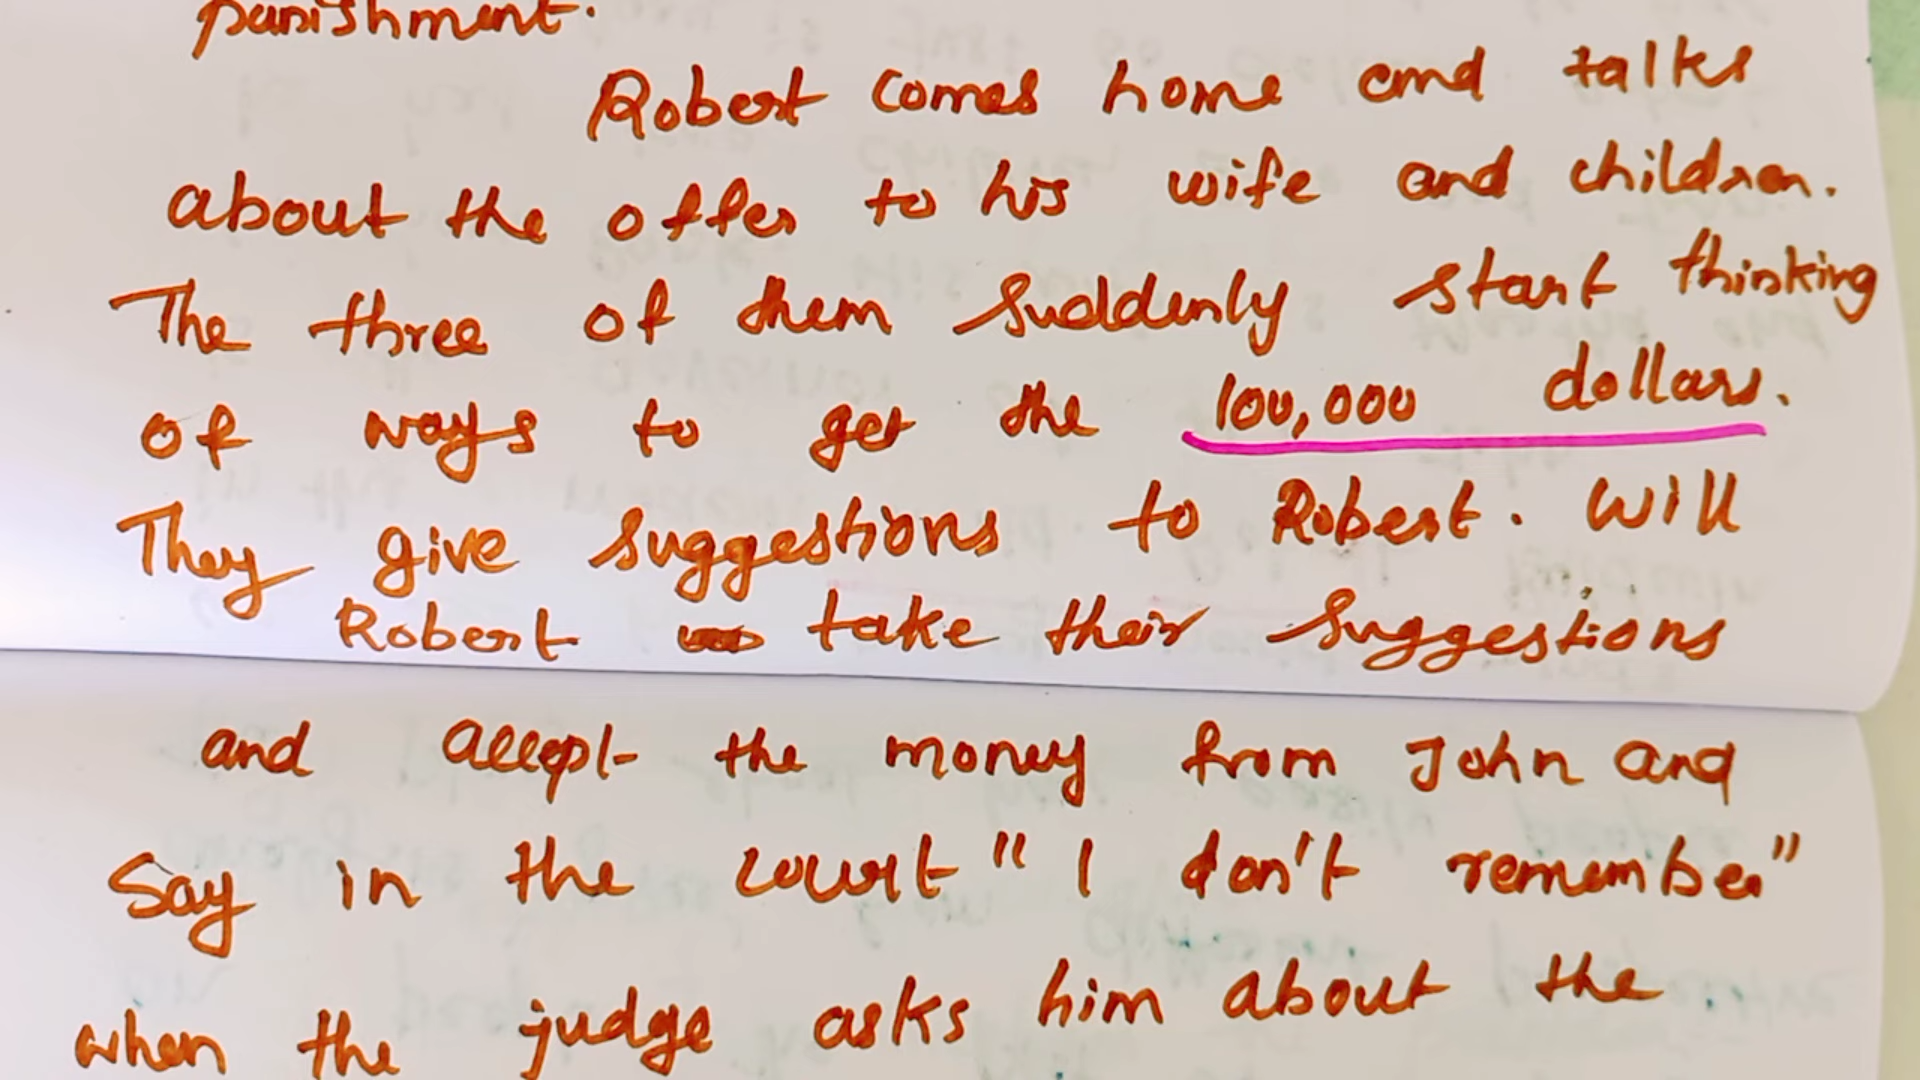 punishment.
Robert comes home and talks
about the offer to his wife and children.
The three of them suddenly start thinking
of ways to get the 100,000 dollars.
They give suggestions to Robert. Will
Robert take their suggestions
and accept the money from John and
Say in the court "I don't remember"
when the judge asks him about the